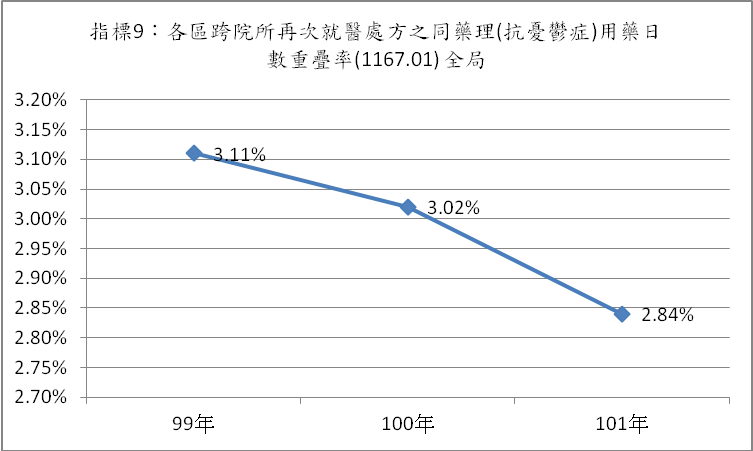 指標9：各區跨院所再次就醫處方之同藥理(抗憂鬱症)用藥日
數重疊率(1167.01) 全局
3.20%
3.15%
3.10%
3.05%
3.00%
2.95%
2.90%
2.85%
2.80%
2.75%
2.70%
3.11%
3.02%
2.84%
99年
100年
101年